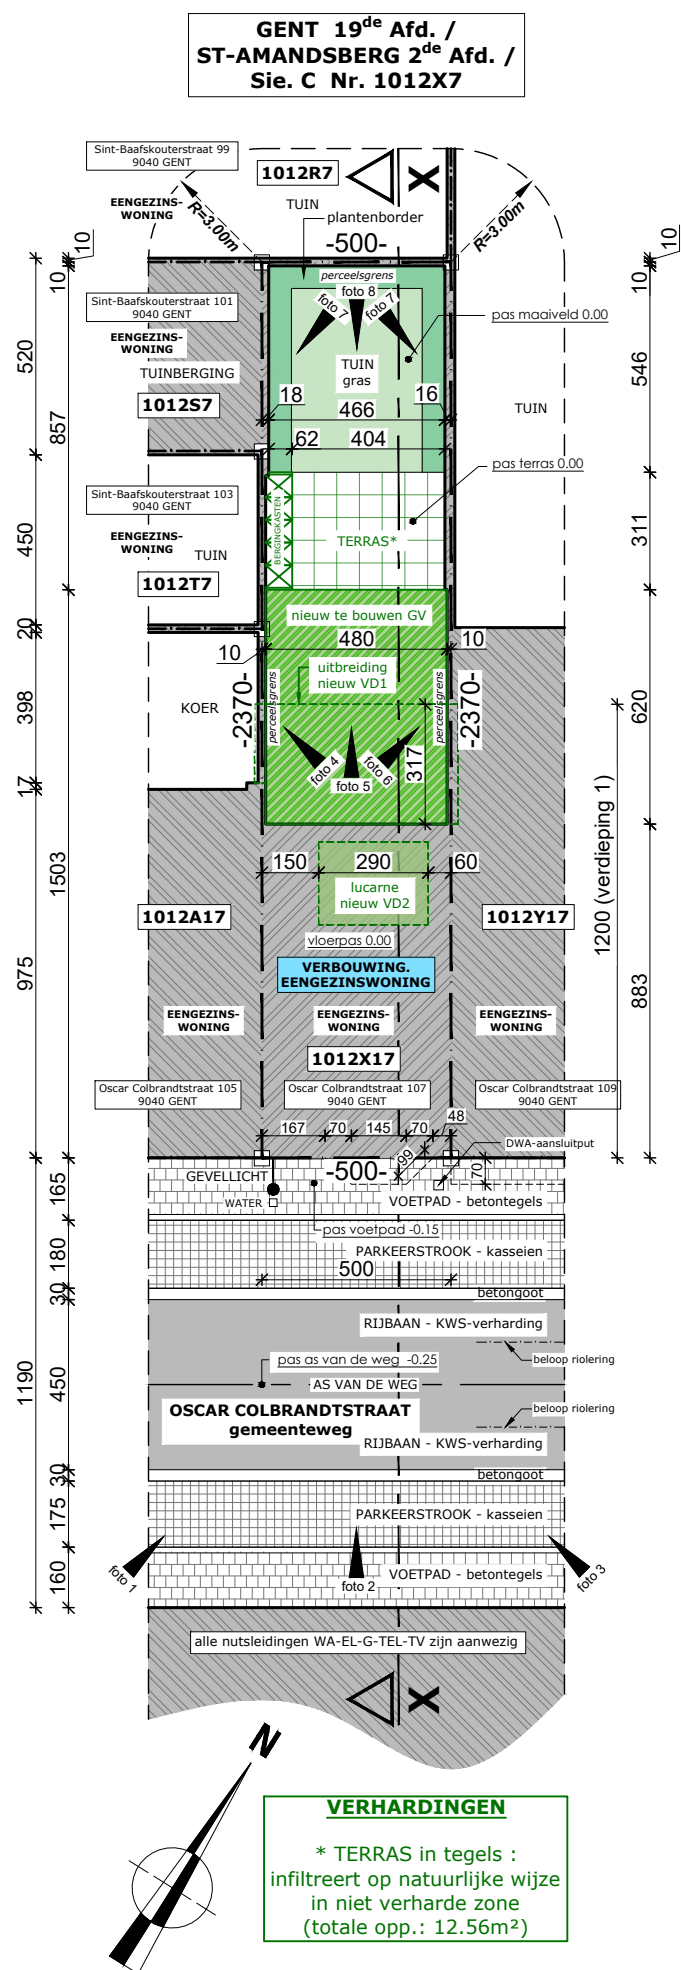 GENT 19de Afd. /
ST-AMANDSBERG 2de Afd. /
Sie. C Nr. 1012X7
Sint-Baafskouterstraat 99
9040 GENT
1012R7
X
EENGEZINS-
WONING
R=3.00m
TUIN
plantenborder
-500-
R=3.00m
10
10
10
10
perceelsgrens
foto 8
foto 7
foto 7
Sint-Baafskouterstraat 101
9040 GENT
pas maaiveld 0.00
EENGEZINS-
WONING
520
TUINBERGING
TUIN
gras
546
1012S7
18
466
16
TUIN
857
62
404
pas terras 0.00
Sint-Baafskouterstraat 103
9040 GENT
BERGINGKASTEN
311
450
EENGEZINS-
WONING
TUIN
TERRAS*
1012T7
nieuw te bouwen GV
20
480
10
10
uitbreiding
nieuw VD1
398
KOER
-2370-
perceelsgrens
perceelsgrens
-2370-
620
foto 4
foto 5
foto 6
317
17
1503
150
290
60
lucarne
nieuw VD2
1200 (verdieping 1)
1012A17
1012Y17
vloerpas 0.00
975
VERBOUWING.
EENGEZINSWONING
883
EENGEZINS-
WONING
EENGEZINS-
WONING
EENGEZINS-
WONING
1012X17
Oscar Colbrandtstraat 105
9040 GENT
Oscar Colbrandtstraat 107
9040 GENT
Oscar Colbrandtstraat 109
9040 GENT
167
70
145
70
48
99
DWA-aansluitput
-500-
70
GEVELLICHT
165
WATER
VOETPAD - betontegels
pas voetpad -0.15
180
PARKEERSTROOK - kasseien
500
30
betongoot
RIJBAAN - KWS-verharding
beloop riolering
1190
450
pas as van de weg -0.25
AS VAN DE WEG
OSCAR COLBRANDTSTRAAT
gemeenteweg
beloop riolering
RIJBAAN - KWS-verharding
30
betongoot
175
PARKEERSTROOK - kasseien
160
foto 1
foto 2
foto 3
VOETPAD - betontegels
alle nutsleidingen WA-EL-G-TEL-TV zijn aanwezig
X
N
VERHARDINGEN
* TERRAS in tegels :
infiltreert op natuurlijke wijze
in niet verharde zone
(totale opp.: 12.56m²)